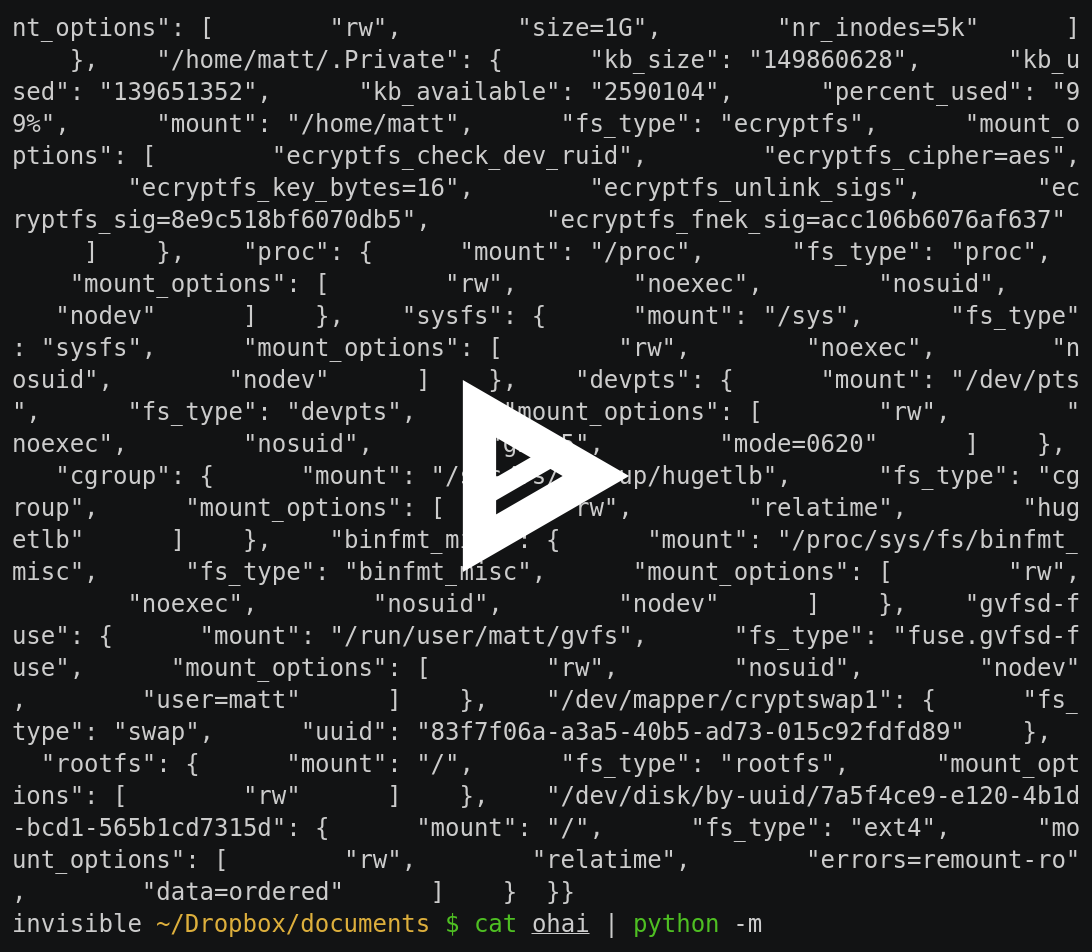 nt_options": [        "rw",        "size=1G",        "nr_inodes=5k"      ]
    },    "/home/matt/.Private": {      "kb_size": "149860628",      "kb_u
sed": "139651352",      "kb_available": "2590104",      "percent_used": "9
9%",      "mount": "/home/matt",      "fs_type": "ecryptfs",      "mount_o
ptions": [        "ecryptfs_check_dev_ruid",        "ecryptfs_cipher=aes",
        "ecryptfs_key_bytes=16",        "ecryptfs_unlink_sigs",        "ec
ryptfs_sig=8e9c518bf6070db5",        "ecryptfs_fnek_sig=acc106b6076af637"
     ]    },    "proc": {      "mount": "/proc",      "fs_type": "proc",
    "mount_options": [        "rw",        "noexec",        "nosuid",
   "nodev"      ]    },    "sysfs": {      "mount": "/sys",      "fs_type"
: "sysfs",      "mount_options": [        "rw",        "noexec",        "n
osuid",        "nodev"      ]    },    "devpts": {      "mount": "/dev/pts
",      "fs_type": "devpts",      "mount_options": [        "rw",        "
noexec",        "nosuid",        "mode=0620"      ]    },
   "cgroup": {      "mount":      "fs_type": "cg
roup",      "mount_options": [        "rw",        "relatime",        "hug
etlb"      ]    },    "binfmt_misc": {      "mount": "/proc/sys/fs/binfmt_
misc",      "fs_type": "binfmt_misc",      "mount_options": [        "rw",
        "noexec",        "nosuid",        "nodev"      ]    },    "gvfsd-f
use": {      "mount": "/run/user/matt/gvfs",      "fs_type": "fuse.gvfsd-f
use",      "mount_options": [        "rw",        "nosuid",        "nodev"
,        "user=matt"      ]    },    "/dev/mapper/cryptswap1": {      "fs_
type": "swap",      "uuid": "83f7f06a-a3a5-40b5-ad73-015c92fdfd89"    },
  "rootfs": {      "mount": "/",      "fs_type": "rootfs",      "mount_opt
ions": [        "rw"      ]    },    "/dev/disk/by-uuid/7a5f4ce9-e120-4b1d
-bcd1-565b1cd7315d": {      "mount": "/",      "fs_type": "ext4",      "mo
unt_options": [        "rw",        "relatime",        "errors=remount-ro"
,        "data=ordered"      ]    }  }}
invisible ~/Dropbox/documents $ cat ohai | python -m